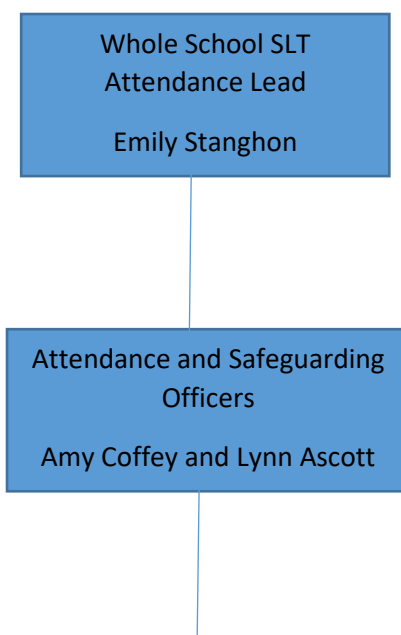 Whole School SLT
Attendance Lead
Emily Stanghon
Attendance and Safeguarding
Officers
Amy Coffey and Lynn Ascott